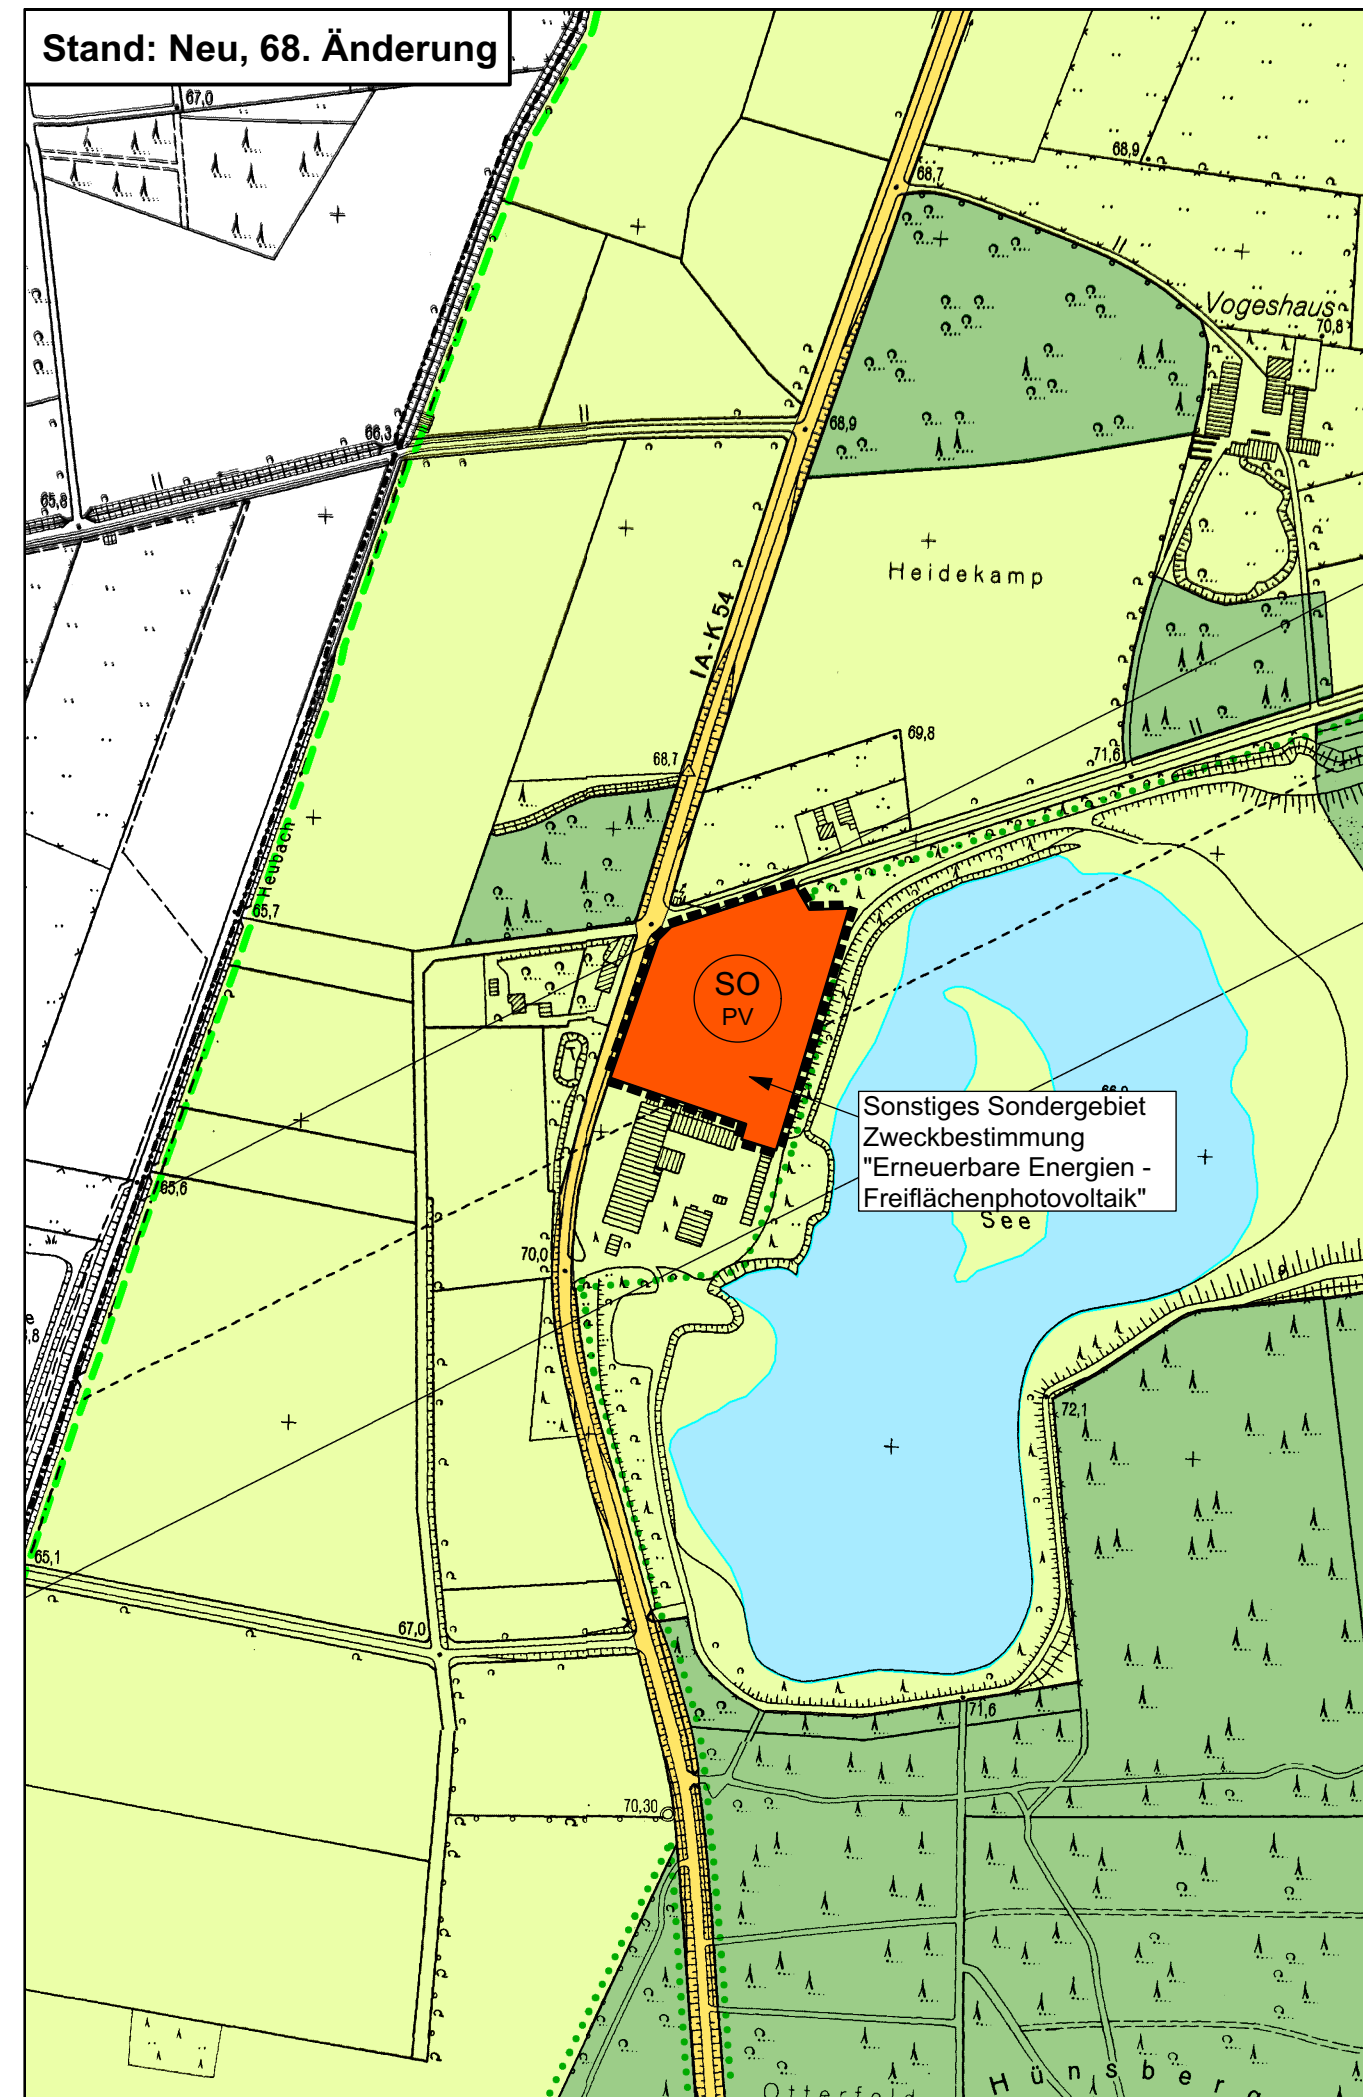 Stand: Neu, 68. Änderung
67,0
68,9
68,7
Vogeshaus
70,8
66,3
68,9
65,8
Heidekamp
IA-K 54
69,8
68,7
71,6
Heubach
65,7
SO
PV
Sonstiges Sondergebiet
Zweckbestimmung
"Erneuerbare Energien -
Freiflächenphotovoltaik"
65,6
See
70,0
72,1
65,1
67,0
71,6
70,30
Otterfeld
Hünsberg